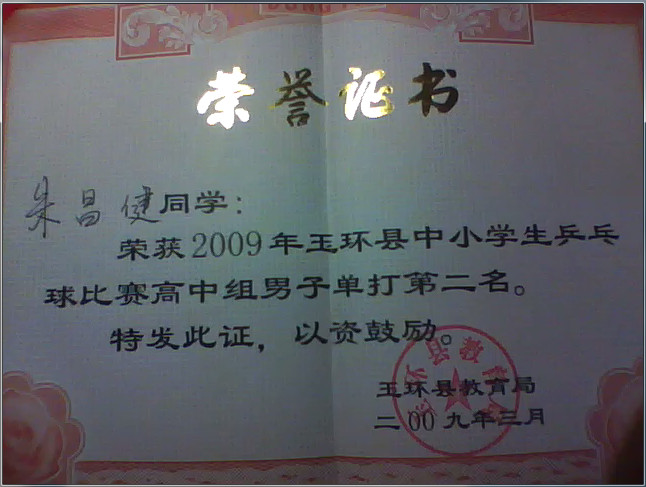 荣誉证书
朱昌健同学：
荣获2009年玉环县中小学生乒乓
球比赛高中组男子单打第二名。
特发此证，以资鼓励。
玉环县教育局
二00九年三月